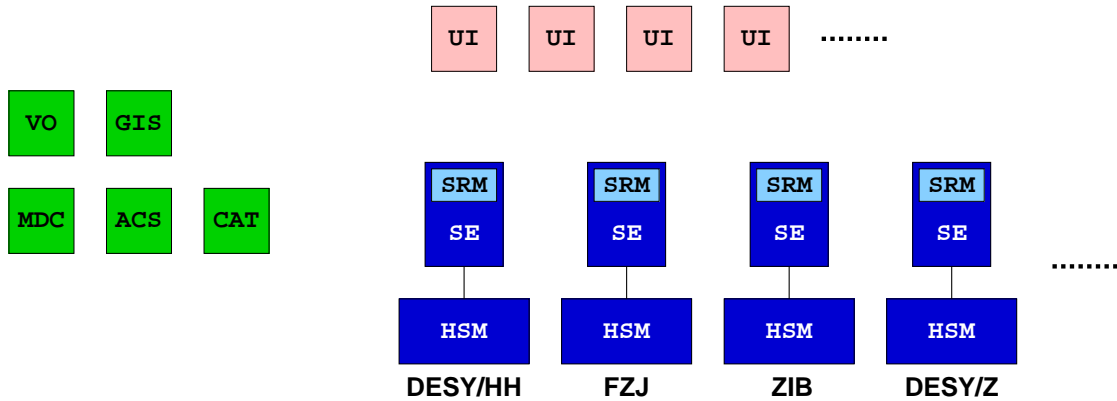 UI UI UI UI ........
VO GIS
MDC ACS CAT
SRM SRM SRM SRM
SE SE SE SE
........
HSM HSM HSM HSM
DESY/HH FZJ ZIB DESY/Z